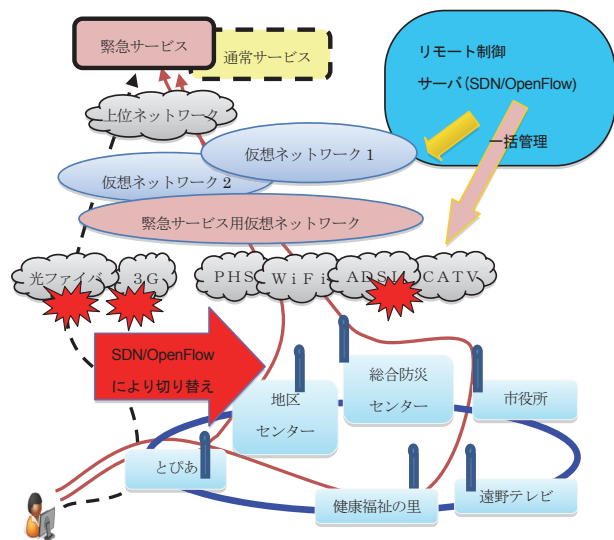 緊急サービス
通常サービス
リモート制御
サーバ(SDN/OpenFlow)
一括管理
上位ネットワーク
仮想ネットワーク1
仮想ネットワーク2
緊急サービス用仮想ネットワーク
光ファイバ
3G
PHS
WiFi
ADSL
CATV
SDN/OpenFlow
により切り替え
地区
センター
総合防災
センター
市役所
とぴあ
健康福祉の里
遠野テレビ